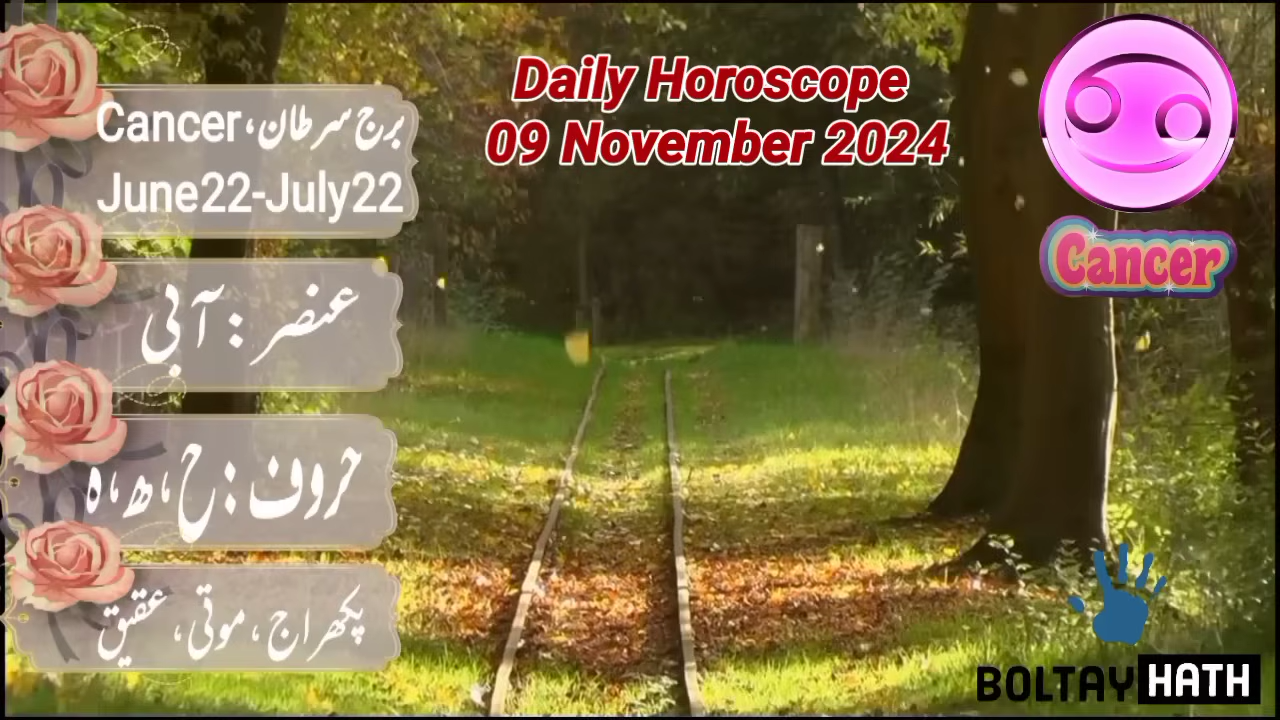 Daily Horoscope
09 November 2024
برج سرطان، Cancer
June22-July22
عنصر : آبی
حروف : ح ، ھ ، ہ
پکھراج ، موتی ، عقیق
Cancer
BOLTAY HATH